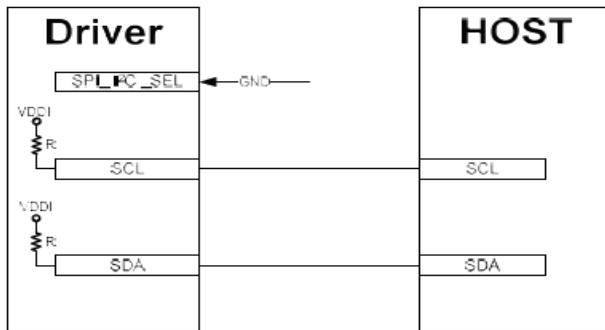 Driver
HOST
SPI_I²C_SEL
GND
VDDI
R
SCL
SCL
VDDI
R
SDA
SDA